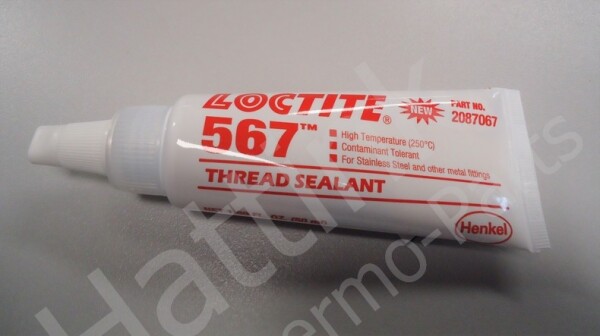 LOCTITE®
NEW
PART NO.
2087067
567™
High Temperature (250°C)
Contaminant Tolerant
For Stainless Steel and other metal fittings
THREAD SEALANT
Henkel